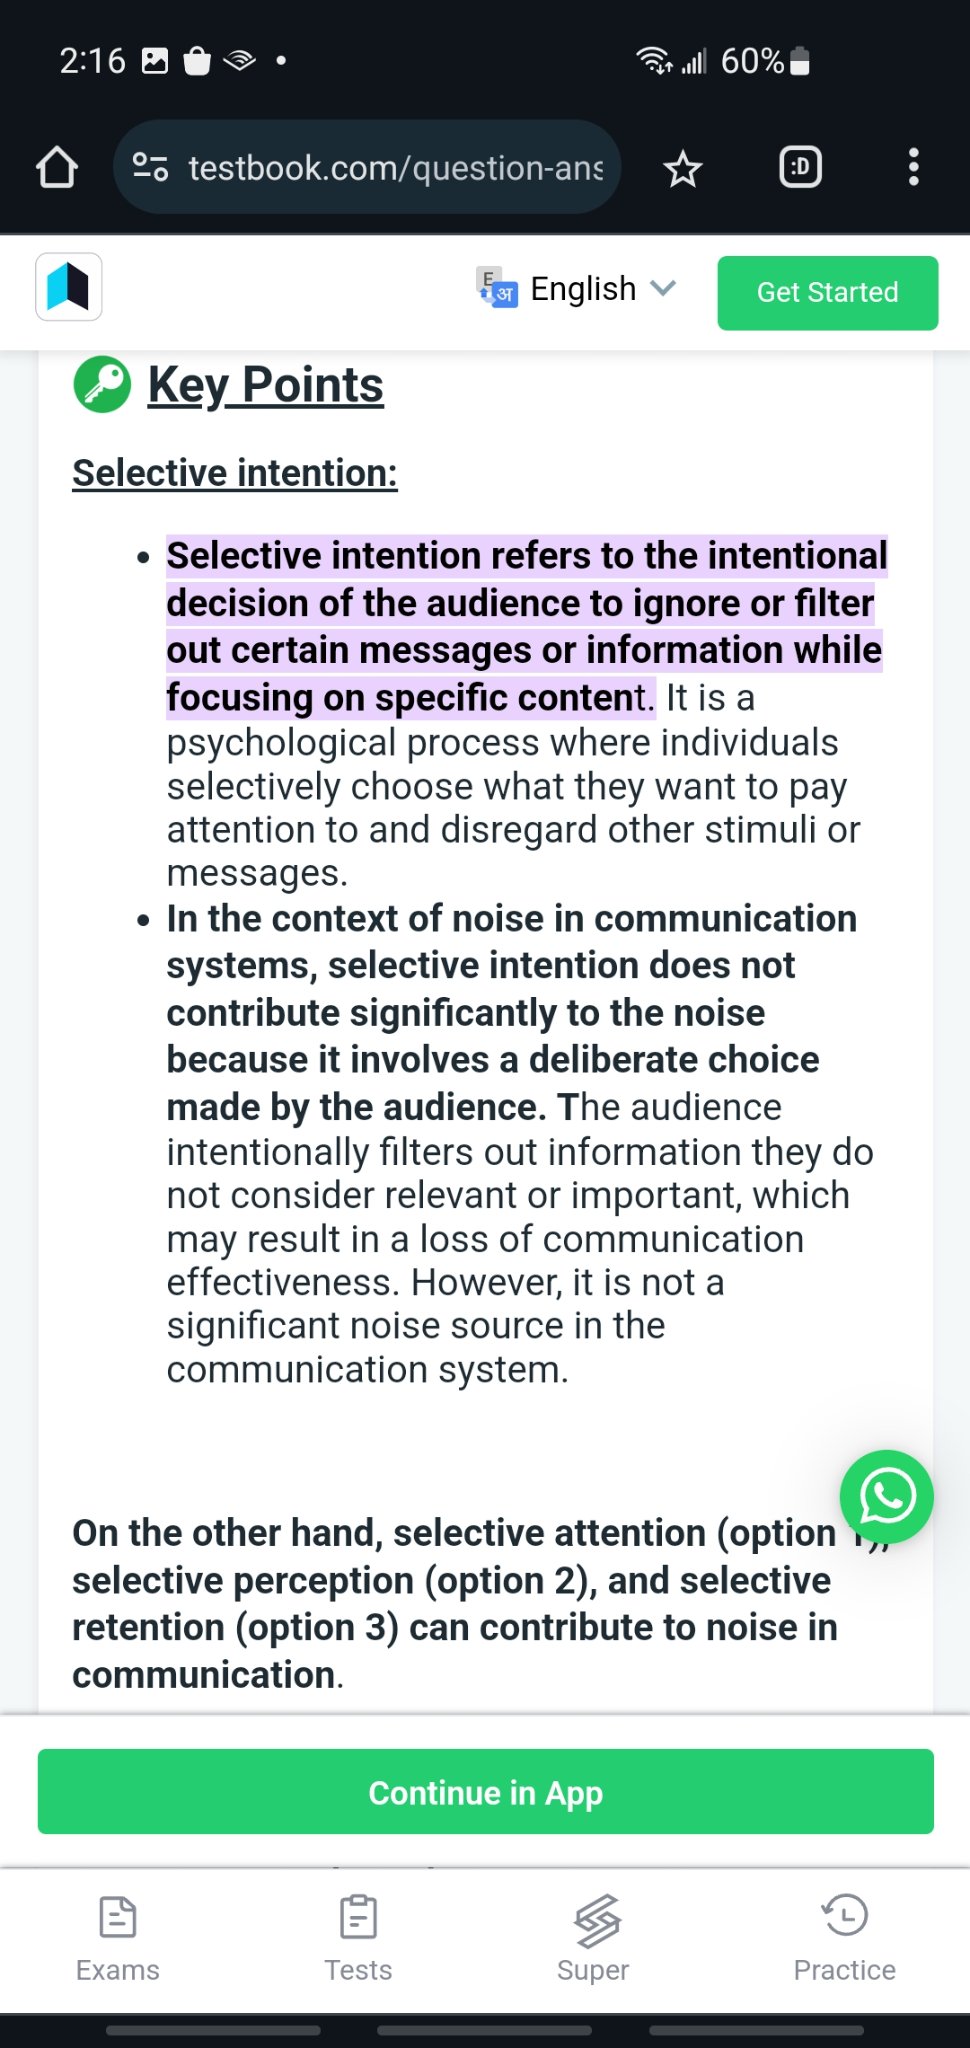 2:16
60%
testbook.com/question-ans
:D
E
अ
English
Get Started
Key Points
Selective intention:
• Selective intention refers to the intentional
decision of the audience to ignore or filter
out certain messages or information while
focusing on specific content. It is a
psychological process where individuals
selectively choose what they want to pay
attention to and disregard other stimuli or
messages.
• In the context of noise in communication
systems, selective intention does not
contribute significantly to the noise
because it involves a deliberate choice
made by the audience. The audience
intentionally filters out information they do
not consider relevant or important, which
may result in a loss of communication
effectiveness. However, it is not a
significant noise source in the
communication system.
On the other hand, selective attention (option 1),
selective perception (option 2), and selective
retention (option 3) can contribute to noise in
communication.
Continue in App
Exams
Tests
Super
Practice